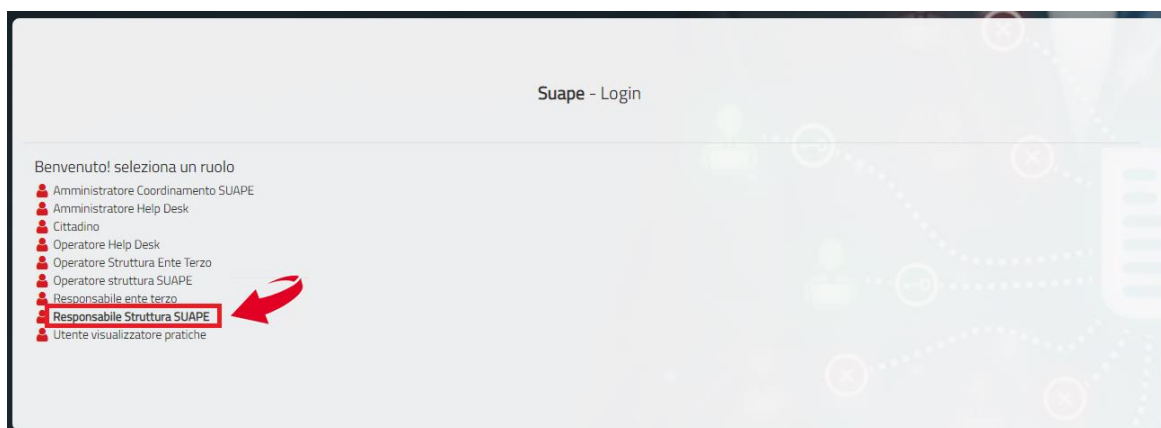 Suape - Login
Benvenuto! seleziona un ruolo
Amministratore Coordinamento SUAPE
Amministratore Help Desk
Cittadino
Operatore Help Desk
Operatore Struttura Ente Terzo
Operatore struttura SUAPE
Responsabile ente terzo
Responsabile Struttura SUAPE
Utente visualizzatore pratiche